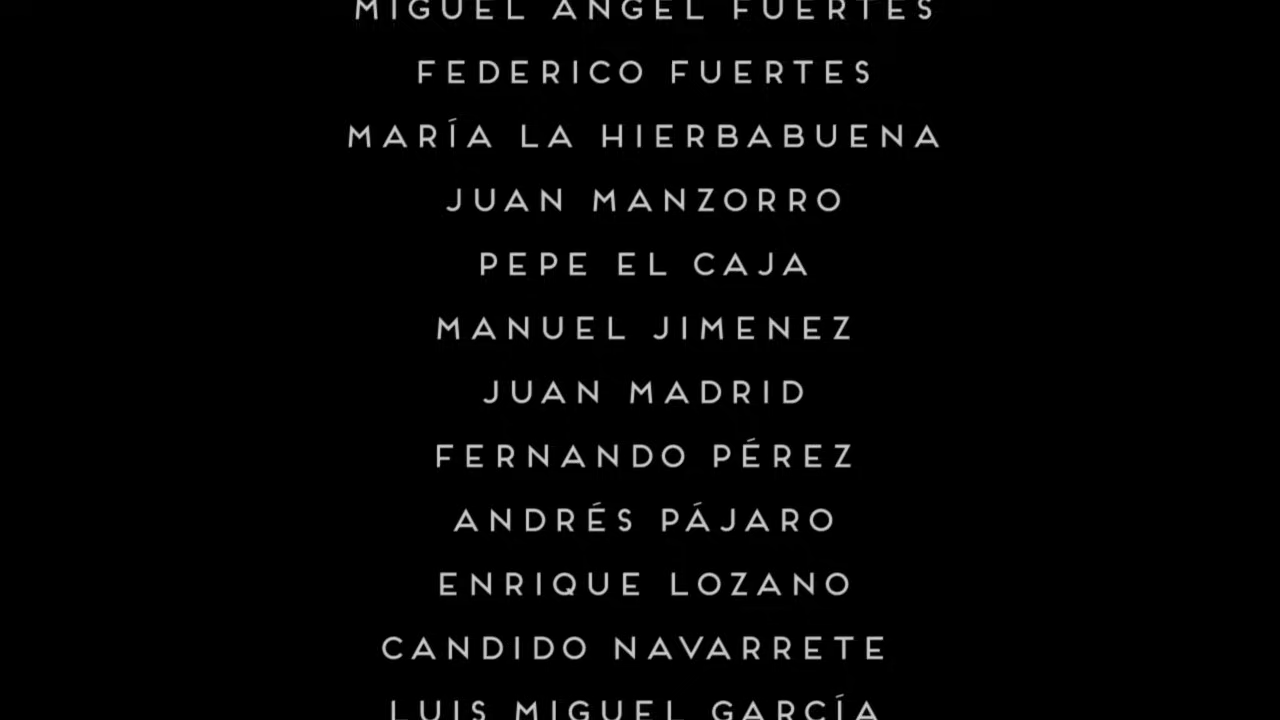 MIGUEL ANGEL FUERTES
FEDERICO FUERTES
MARÍA LA HIERBABUENA
JUAN MANZORRO
PEPE EL CAJA
MANUEL JIMENEZ
JUAN MADRID
FERNANDO PÉREZ
ANDRÉS PÁJARO
ENRIQUE LOZANO
CANDIDO NAVARRETE
LUIS MIGUEL GARCÍA